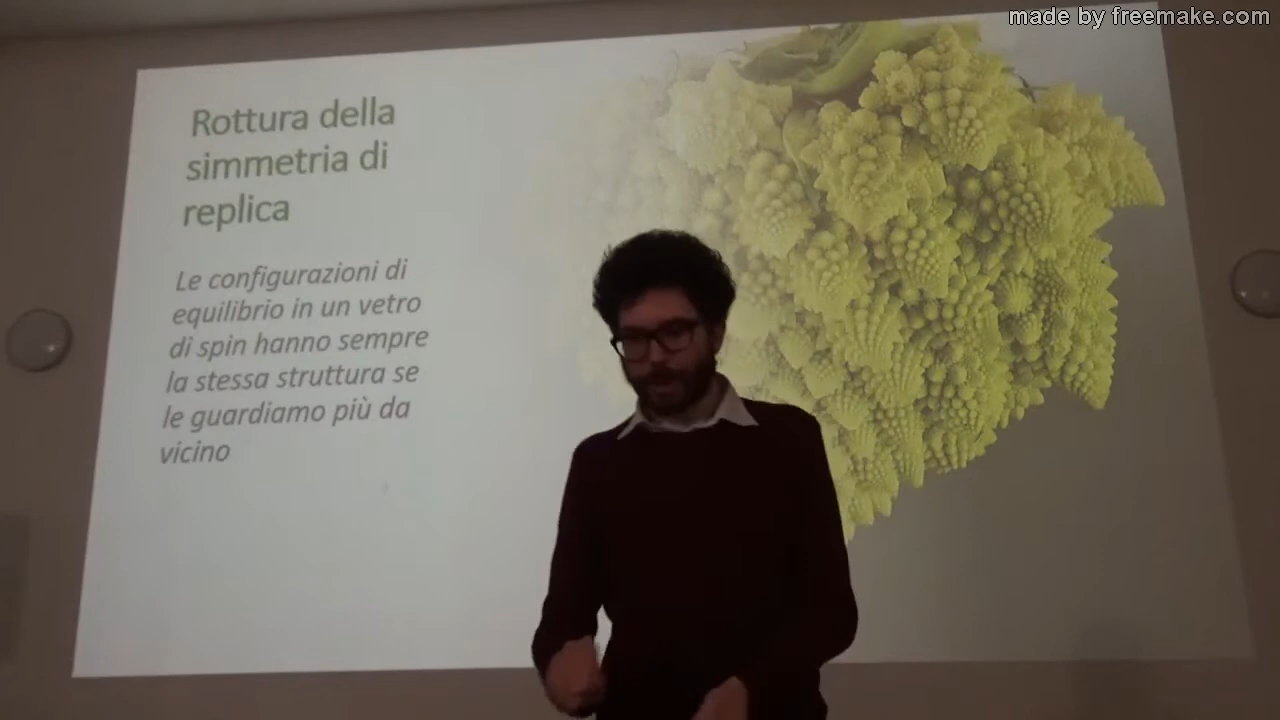 made by freemake.com
Rottura della
simmetria di
replica
Le configurazioni di
equilibrio in un vetro
di spin hanno sempre
la stessa struttura se
le guardiamo più da
vicino